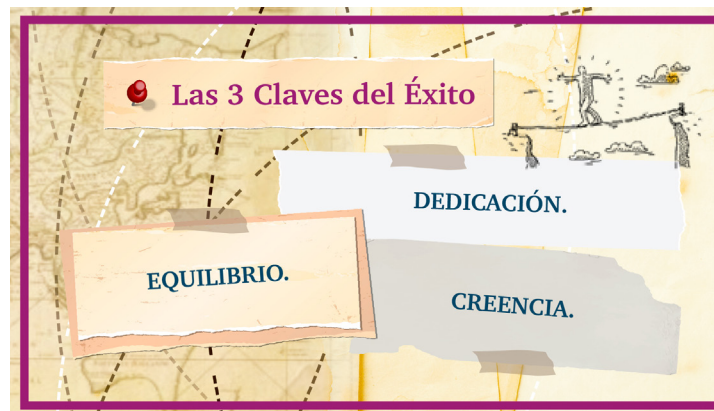 Las 3 Claves del Éxito
DEDICACIÓN.
EQUILIBRIO.
CREENCIA.